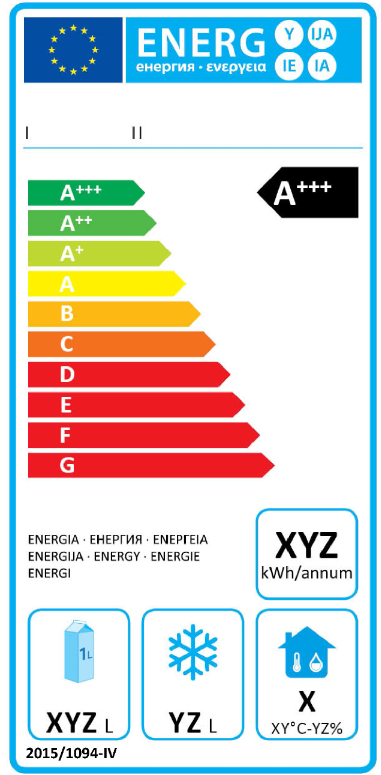 ENERG Y IJA
енергия · ενεργεια IE IA
I II
A+++ A+++
A++
A+
A
B
C
D
E
F
G
ENERGIA · ЕНЕРГИЯ · ΕΝΕΡΓΕΙΑ
ENERGIJA · ENERGY · ENERGIE
ENERGI
XYZ
kWh/annum
1L
XYZ L
YZ L
X
XY°C-YZ%
2015/1094-IV